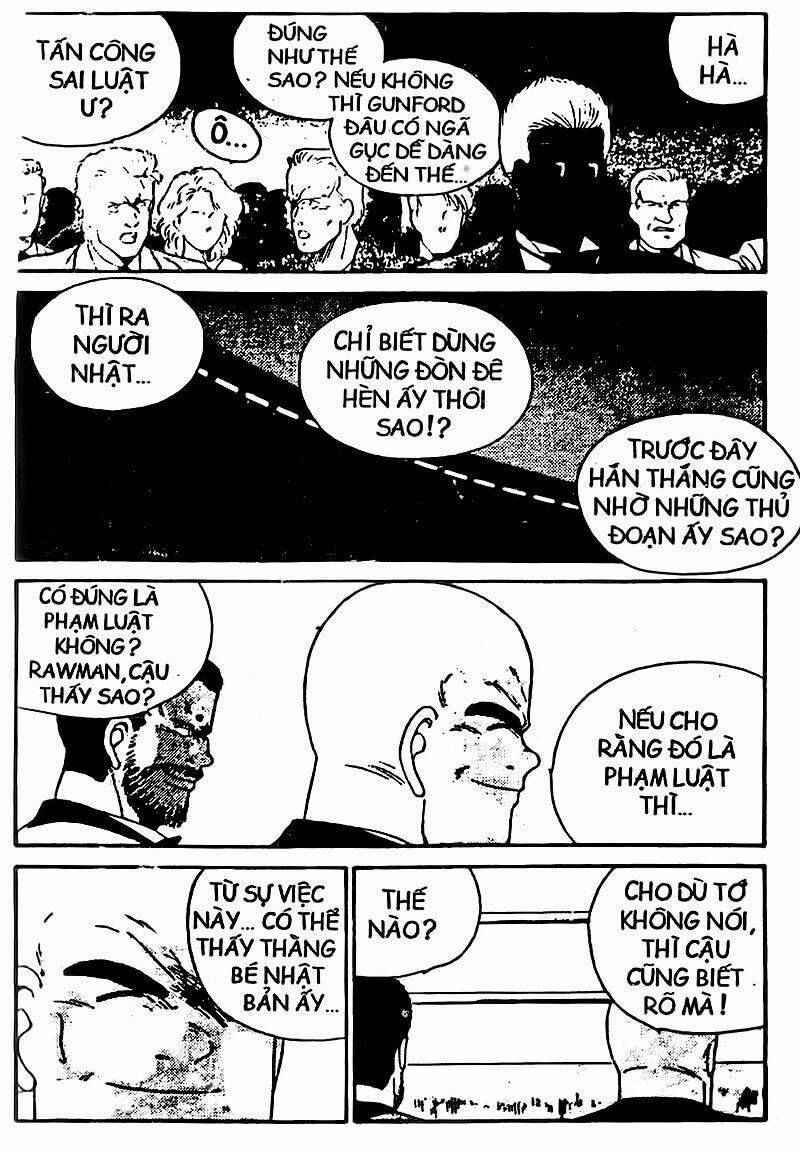 TẤN CÔNG
SAI LUẬT
Ư?
Ô...
ĐÚNG
NHƯ THẾ
SAO? NẾU KHÔNG
THÌ GUNFORD
ĐÂU CÓ NGÃ
GỤC DỄ DÀNG
ĐẾN THẾ...
HÀ
HÀ...
THÌ RA
NGƯỜI
NHẬT...
CHỈ BIẾT DÙNG
NHỮNG ĐÒN ĐÊ
HÈN ẤY THÔI
SAO!?
TRƯỚC ĐÂY
HẮN THẮNG CŨNG
NHỜ NHỮNG THỦ
ĐOẠN ẤY SAO?
CÓ ĐÚNG LÀ
PHẠM LUẬT
KHÔNG?
RAWMAN, CẬU
THẤY SAO?
NẾU CHO
RẰNG ĐÓ LÀ
PHẠM LUẬT
THÌ...
TỪ SỰ VIỆC
NÀY... CÓ THỂ
THẤY THẰNG
BÉ NHẬT
BẢN ẤY...
THẾ
NÀO?
CHO DÙ TỚ
KHÔNG NÓI,
THÌ CẬU
CŨNG BIẾT
RÕ MÀ!